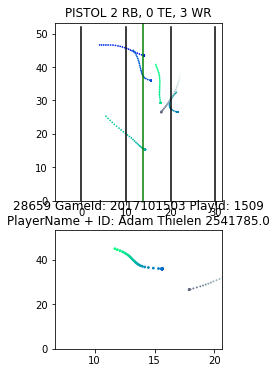 PISTOL 2 RB, 0 TE, 3 WR
50
40
30
20
10
0
0 10 20 30
28659 GameId: 2017101503 PlayId: 1509
PlayerName + ID: Adam Thielen 2541785.0
40
20
0
10 15 20